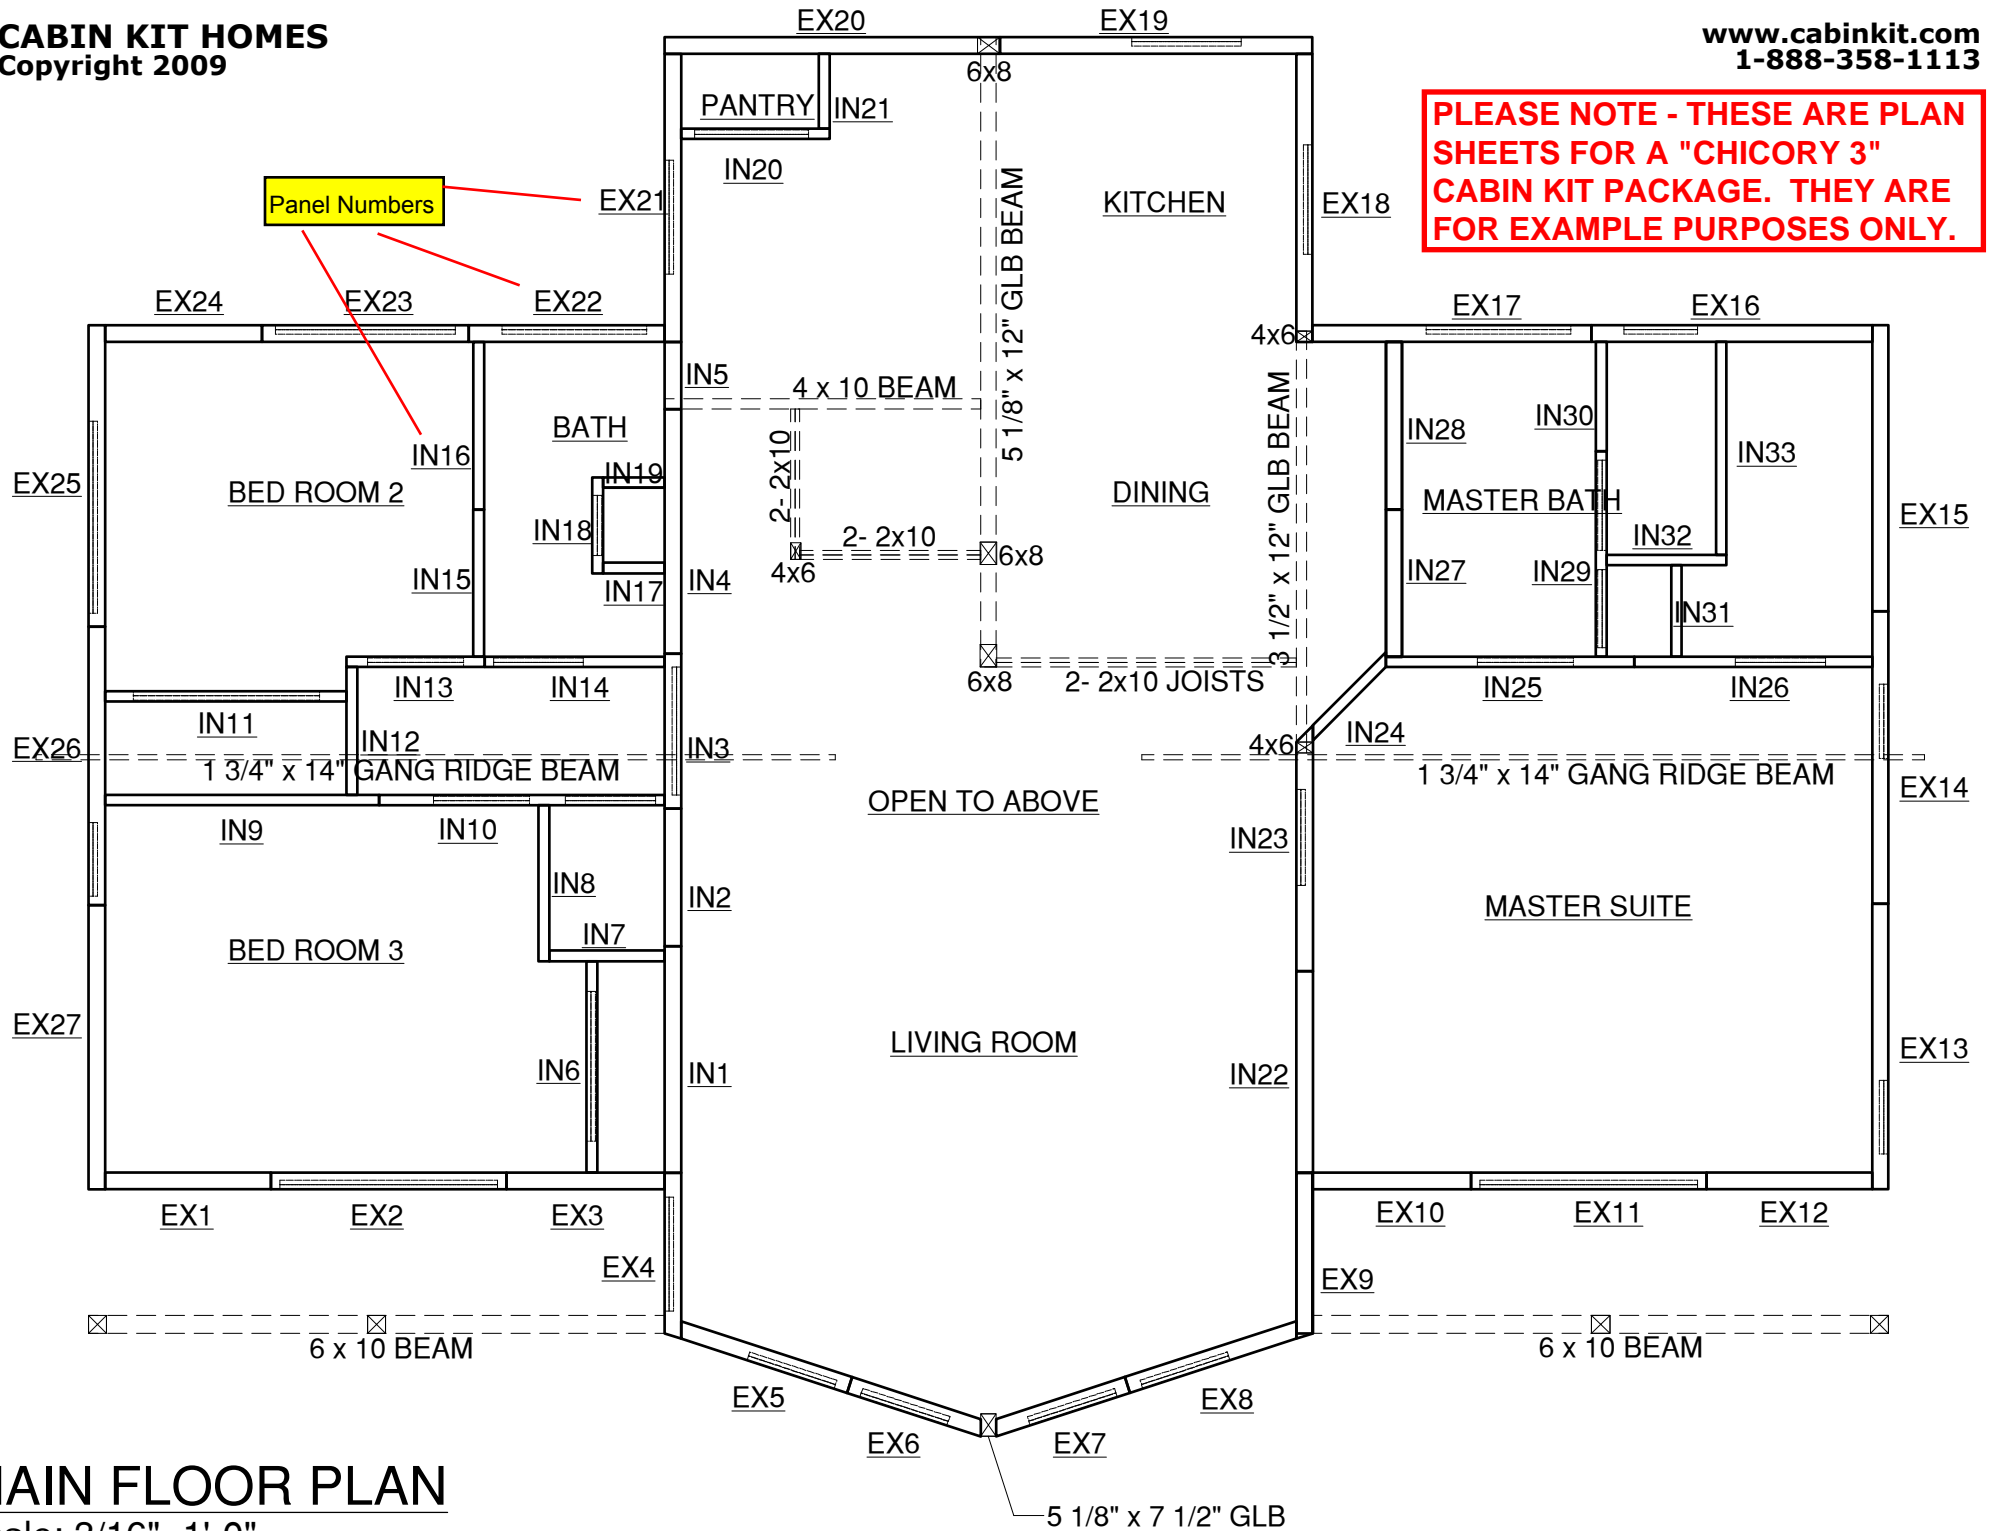 CABIN KIT HOMES
Copyright 2009
www.cabinkit.com
1-888-358-1113
PLEASE NOTE - THESE ARE PLAN
SHEETS FOR A "CHICORY 3"
CABIN KIT PACKAGE. THEY ARE
FOR EXAMPLE PURPOSES ONLY.
EX20
EX19
6x8
PANTRY
IN21
IN20
Panel Numbers
EX21
KITCHEN
EX18
5 1/8" x 12" GLB BEAM
EX24
EX23
EX22
EX17
EX16
4x6
IN5
4 x 10 BEAM
3 1/2" x 12" GLB BEAM
BATH
IN28
IN30
IN33
IN16
2- 2x10
IN19
EX25
BED ROOM 2
DINING
MASTER BATH
EX15
IN18
2- 2x10
IN32
6x8
4x6
IN15
IN17
IN4
IN27
IN29
IN31
IN13
IN14
6x8
2- 2x10 JOISTS
IN25
IN26
IN11
IN12
EX26
IN3
4x6
IN24
1 3/4" x 14" GANG RIDGE BEAM
1 3/4" x 14" GANG RIDGE BEAM
EX14
OPEN TO ABOVE
IN9
IN10
IN23
IN8
IN2
MASTER SUITE
IN7
BED ROOM 3
EX27
LIVING ROOM
EX13
IN6
IN1
IN22
EX1
EX2
EX3
EX10
EX11
EX12
EX4
EX9
6 x 10 BEAM
6 x 10 BEAM
EX5
EX8
EX6
EX7
MAIN FLOOR PLAN
5 1/8" x 7 1/2" GLB